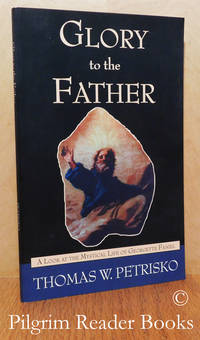 GLORY
to the
FATHER
A LOOK AT THE MYSTICAL LIFE OF GEORGETTE FANIEL
THOMAS W. PETRISKO
©
Pilgrim Reader Books